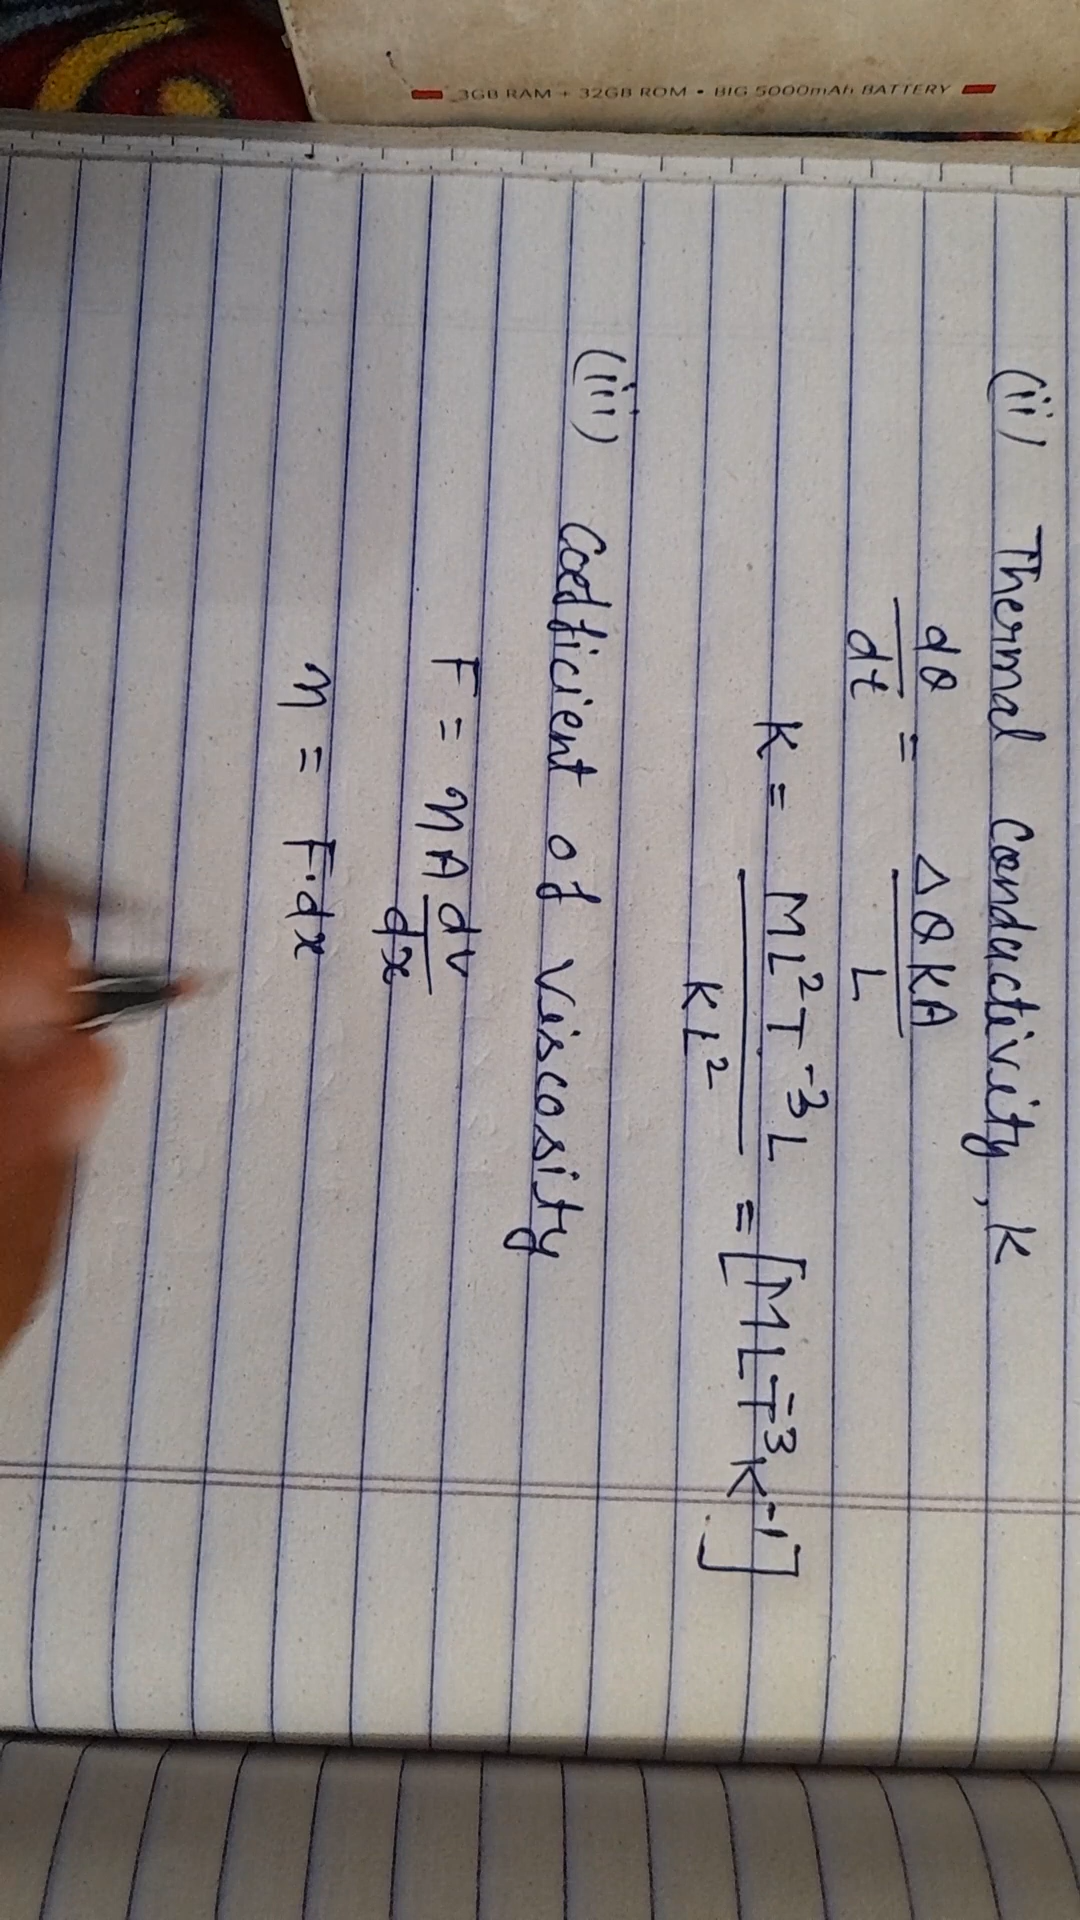 3GB RAM + 32GB ROM • BIG 5000mAh BATTERY
(ii) Thermal Conductivity, K
dQ/dt = ΔθKA/L
K = ML²T⁻³L/KL² = [MLT⁻³K⁻¹]
(iii) Coefficient of viscosity
F = ηA dv/dx
η = F·dx